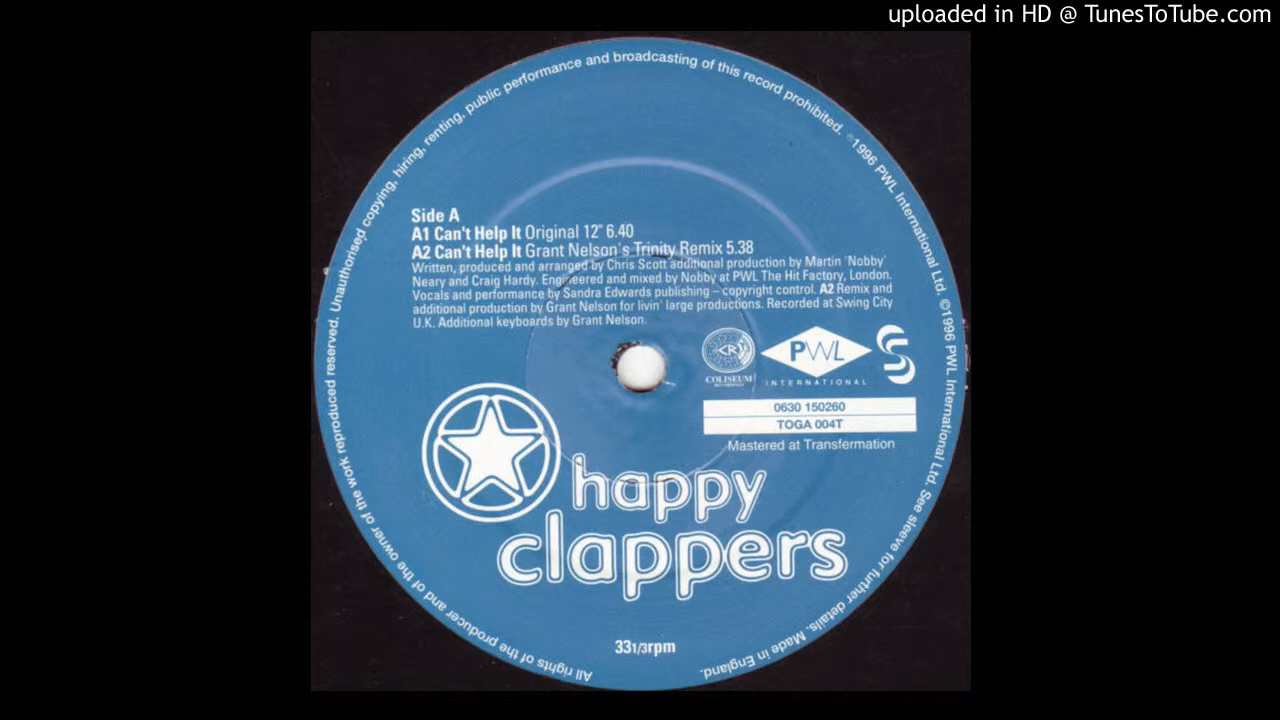 uploaded in HD @ TunesToTube.com
Unauthorised copying, hiring, renting, public performance and broadcasting of this record prohibited. ℗1996 PWL International Ltd. ©1996 PWL International Ltd. See sleeve for further details. Made in England.
All rights of the producer and of the owner of the work reproduced reserved.
Side A
A1 Can't Help It Original 12" 6.40
A2 Can't Help It Grant Nelson's Trinity Remix 5.38
Written, produced and arranged by Chris Scott additional production by Martin 'Nobby'
Neary and Craig Hardy. Engineered and mixed by Nobby at PWL The Hit Factory, London.
Vocals and performance by Sandra Edwards publishing – copyright control. A2 Remix and
additional production by Grant Nelson for livin' large productions. Recorded at Swing City
U.K. Additional keyboards by Grant Nelson.
CR
COLISEUM
PWL
INTERNATIONAL
0630 150260
TOGA 004T
Mastered at Transfermation
happy
clappers
33 1/3rpm